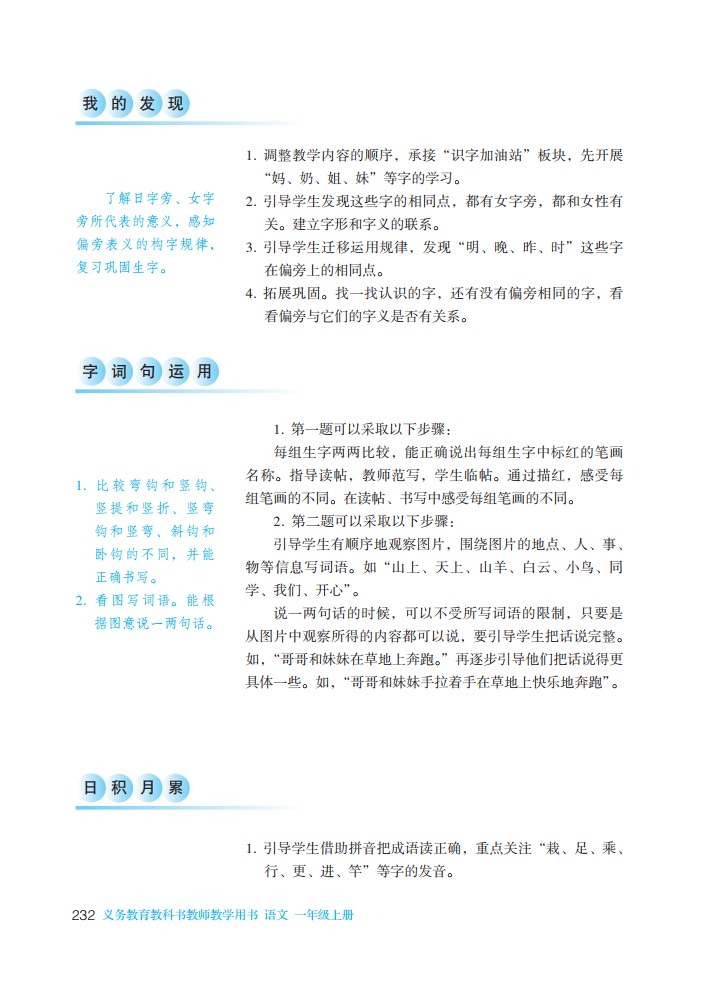 我的发现
了解日字旁、女字
旁所代表的意义，感知
偏旁表义的构字规律，
复习巩固生字。
1. 调整教学内容的顺序，承接“识字加油站”板块，先开展
“妈、奶、姐、妹”等字的学习。
2. 引导学生发现这些字的相同点，都有女字旁，都和女性有
关。建立字形和字义的联系。
3. 引导学生迁移运用规律，发现“明、晚、昨、时”这些字
在偏旁上的相同点。
4. 拓展巩固。找一找认识的字，还有没有偏旁相同的字，看
看偏旁与它们的字义是否有关系。
字词句运用
1. 比较弯钩和竖钩、
竖提和竖折、竖弯
钩和竖弯、斜钩和
卧钩的不同，并能
正确书写。
2. 看图写词语。能根
据图意说一两句话。
1. 第一题可以采取以下步骤：
每组生字两两比较，能正确说出每组生字中标红的笔画
名称。指导读帖，教师范写，学生临帖。通过描红，感受每
组笔画的不同。在读帖、书写中感受每组笔画的不同。
2. 第二题可以采取以下步骤：
引导学生有顺序地观察图片，围绕图片的地点、人、事、
物等信息写词语。如“山上、天上、山羊、白云、小鸟、同
学、我们、开心”。
说一两句话的时候，可以不受所写词语的限制，只要是
从图片中观察所得的内容都可以说，要引导学生把话说完整。
如，“哥哥和妹妹在草地上奔跑。”再逐步引导他们把话说得更
具体一些。如，“哥哥和妹妹手拉着手在草地上快乐地奔跑”。
日积月累
1. 引导学生借助拼音把成语读正确，重点关注“栽、足、乘、
行、更、进、竿”等字的发音。
232 义务教育教科书教师教学用书 语文 一年级上册